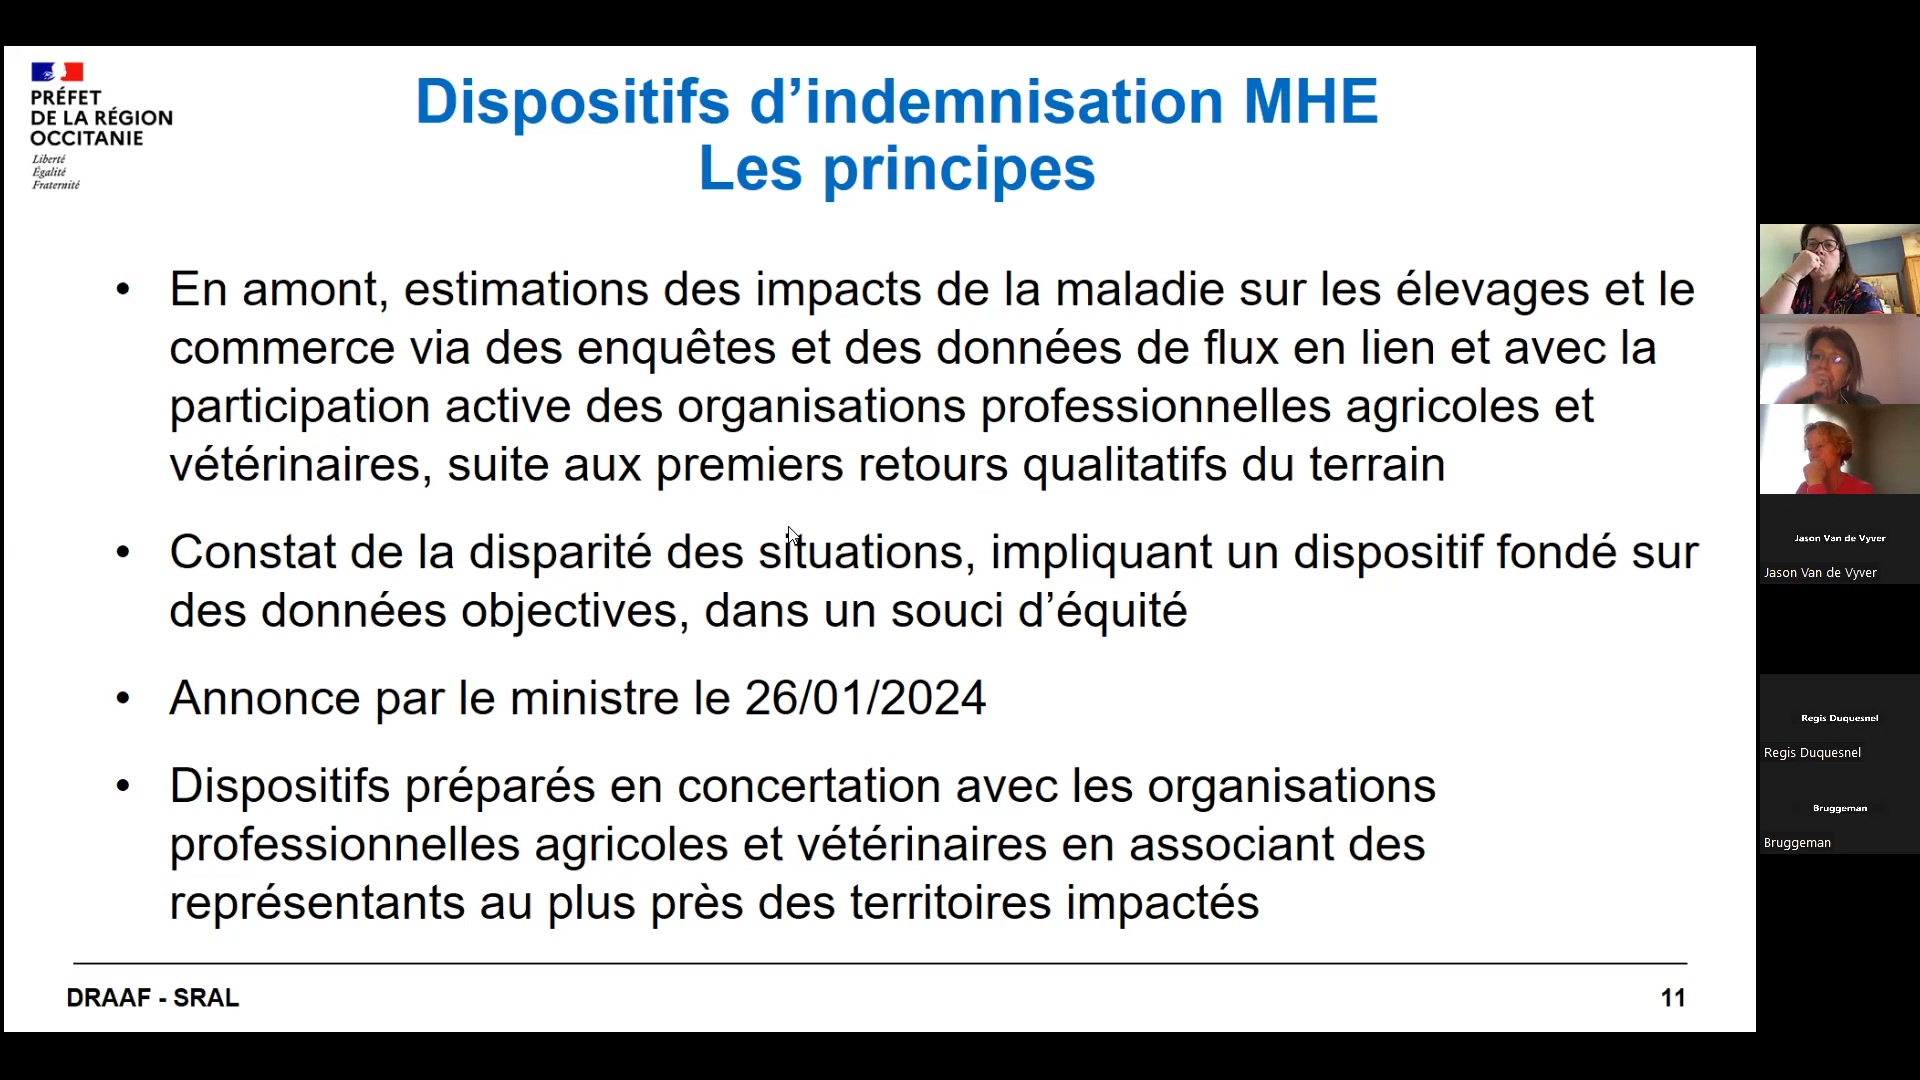 PRÉFET
DE LA RÉGION
OCCITANIE
Liberté
Égalité
Fraternité
Dispositifs d’indemnisation MHE
Les principes
• En amont, estimations des impacts de la maladie sur les élevages et le
commerce via des enquêtes et des données de flux en lien et avec la
participation active des organisations professionnelles agricoles et
vétérinaires, suite aux premiers retours qualitatifs du terrain
• Constat de la disparité des situations, impliquant un dispositif fondé sur
des données objectives, dans un souci d’équité
• Annonce par le ministre le 26/01/2024
• Dispositifs préparés en concertation avec les organisations
professionnelles agricoles et vétérinaires en associant des
représentants au plus près des territoires impactés
DRAAF - SRAL
11
Jason Van de Vyver
Jason Van de Vyver
Regis Duquesnel
Regis Duquesnel
Bruggeman
Bruggeman